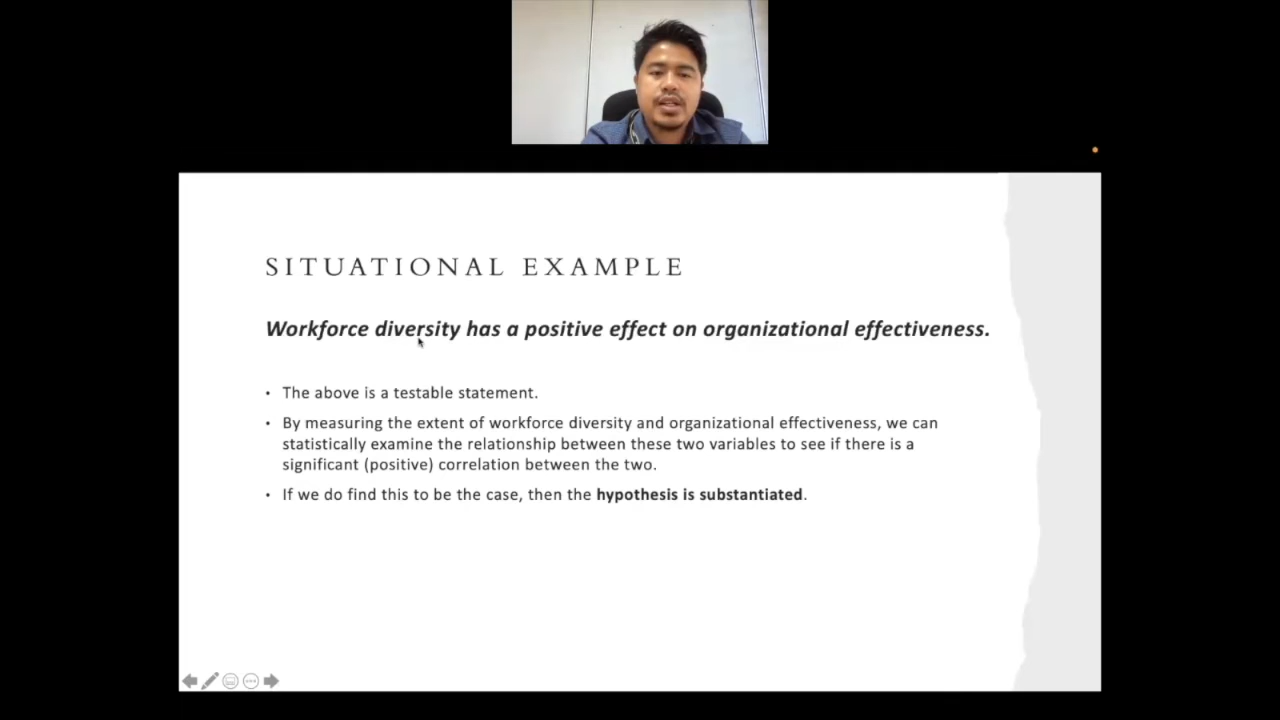 SITUATIONAL EXAMPLE
Workforce diversity has a positive effect on organizational effectiveness.
• The above is a testable statement.
• By measuring the extent of workforce diversity and organizational effectiveness, we can
statistically examine the relationship between these two variables to see if there is a
significant (positive) correlation between the two.
• If we do find this to be the case, then the hypothesis is substantiated.